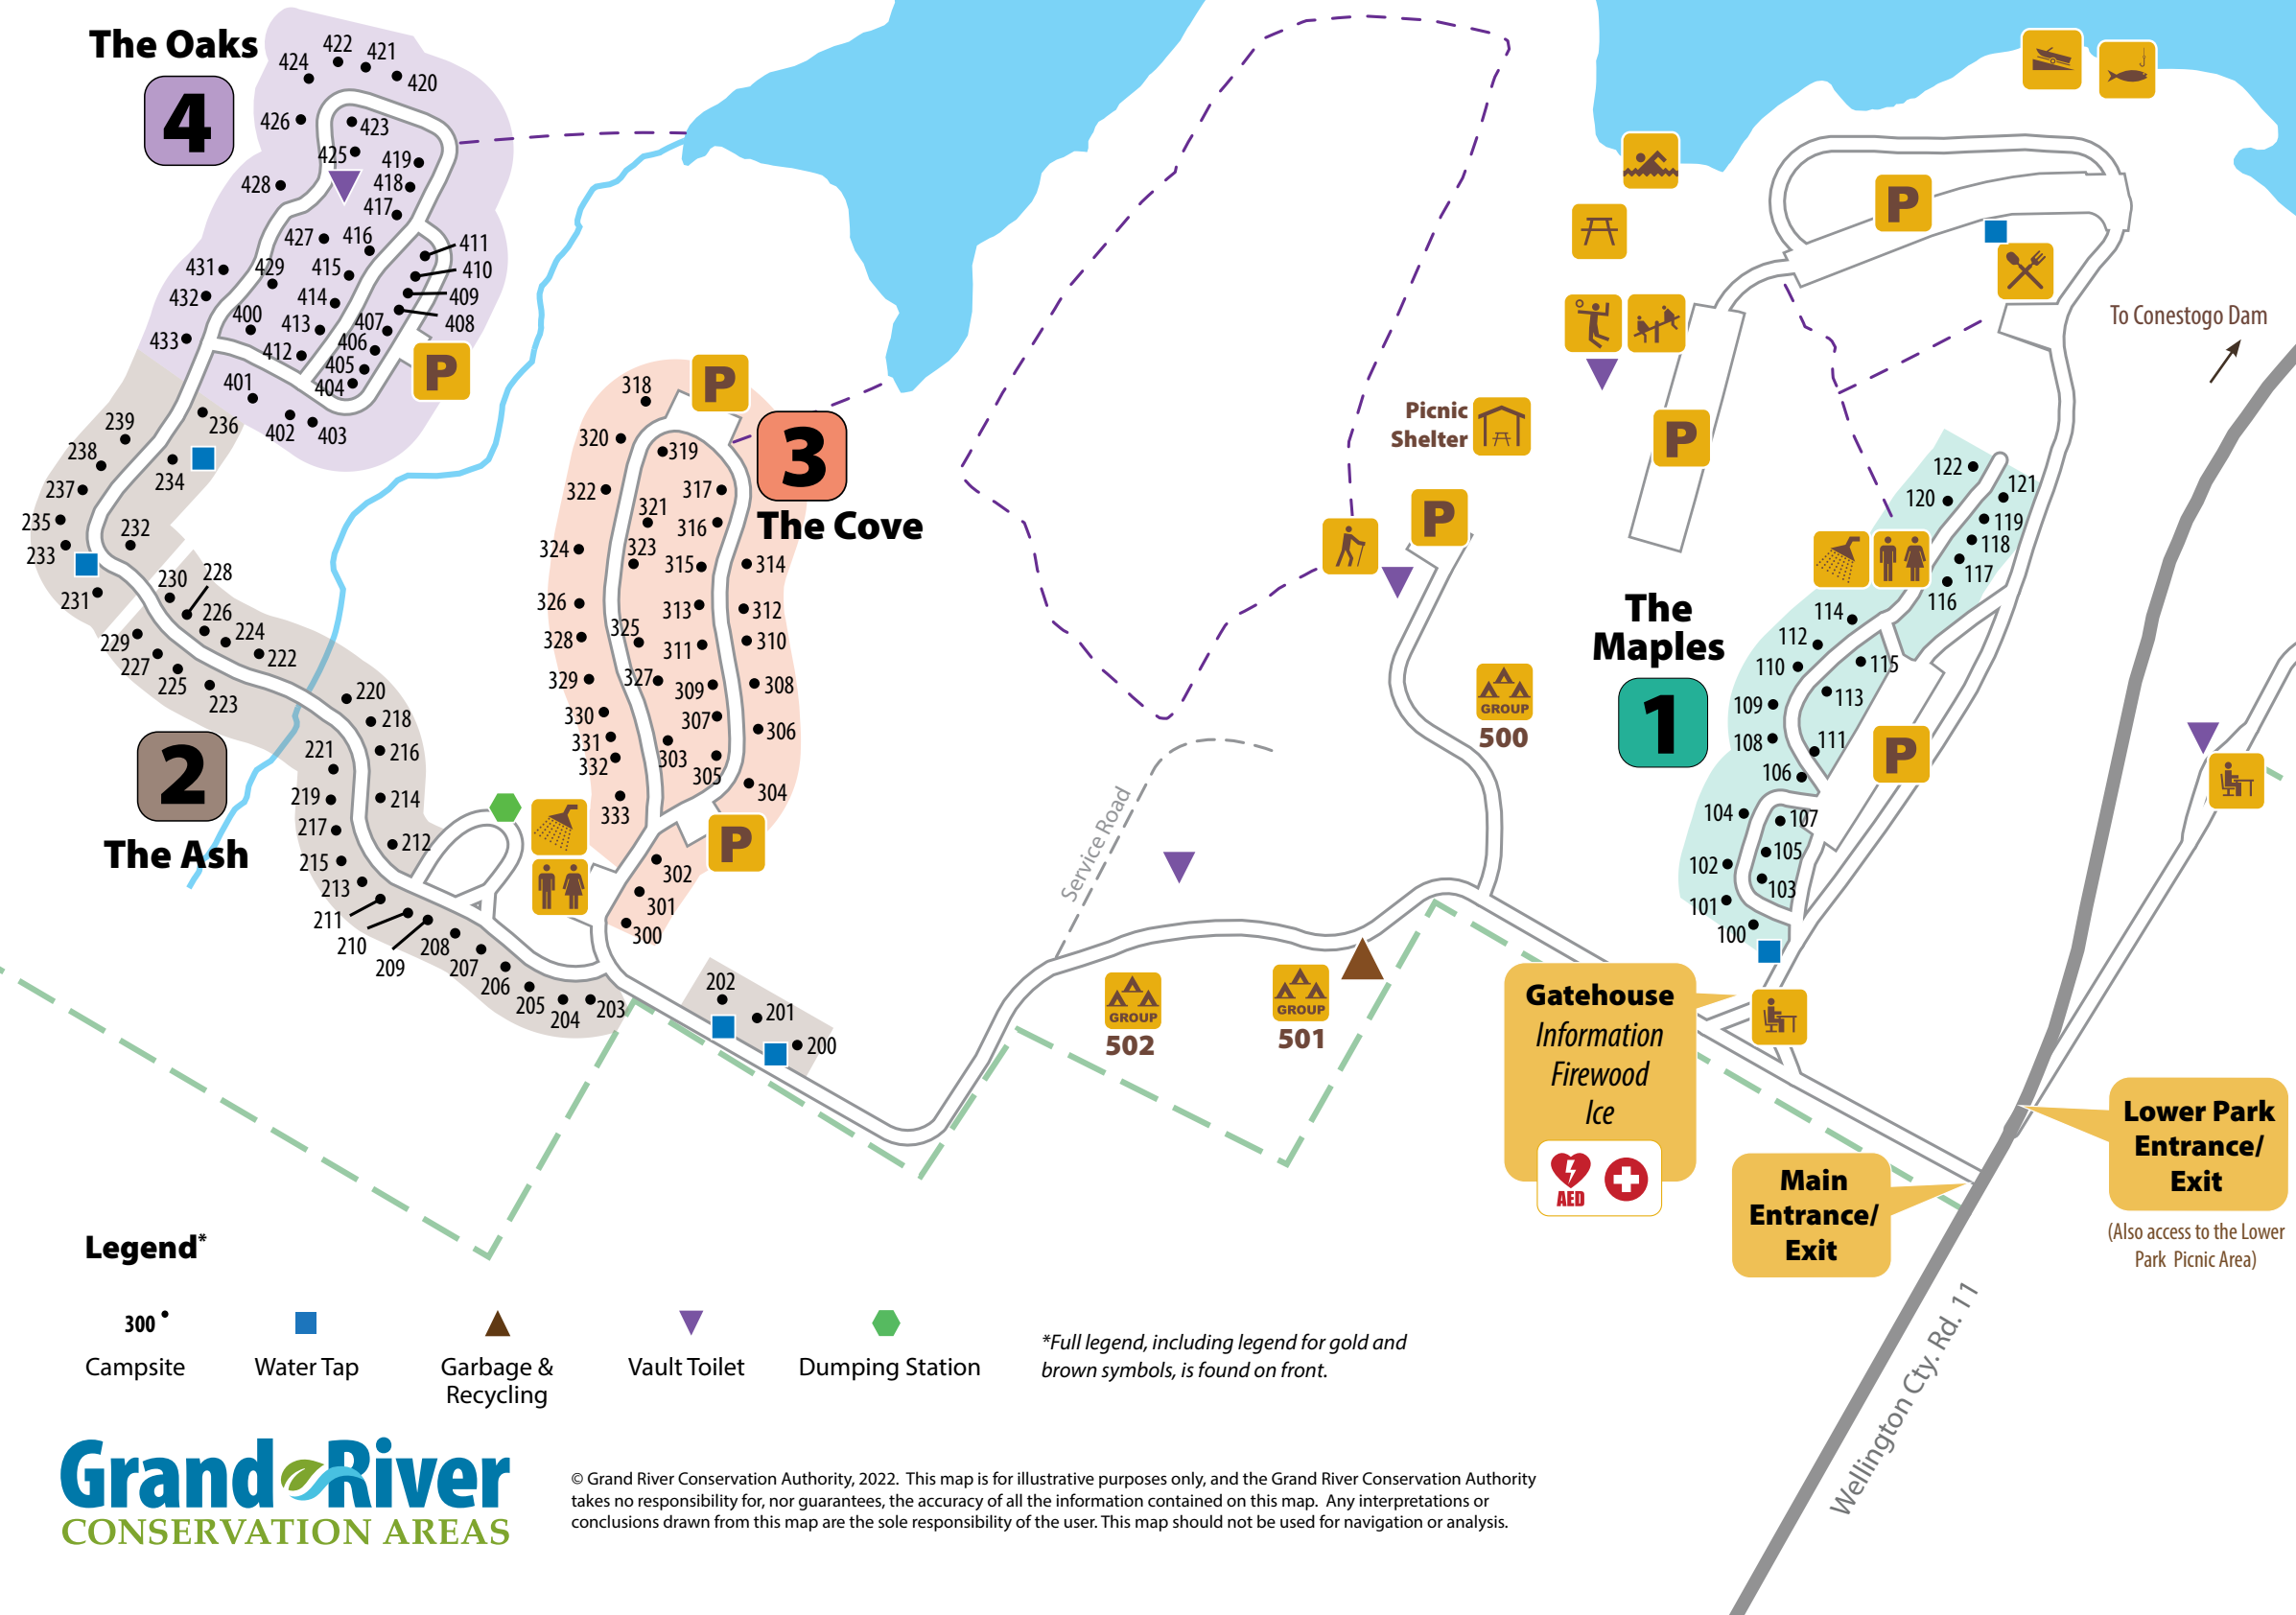 The Oaks
4
424
422
421
420
426
423
425
419
428
418
417
427
416
411
431
429
415
410
432
414
409
400
413
407
408
433
412
406
405
P
401
404
402
403
239
236
238
234
237
235
232
233
230
228
231
226
224
229
222
227
225
223
220
218
221
216
219
214
217
212
215
213
211
210
209
208
207
206
205
204
203
2
The Ash
202
201
200
318
P
320
319
3
The Cove
322
317
321
316
324
323
315
314
326
313
312
328
325
311
310
329
327
309
308
330
307
306
331
303
332
305
304
333
P
302
301
300
Service Road
Picnic
Shelter
P
GROUP
500
GROUP
502
GROUP
501
P
P
To Conestogo Dam
The
Maples
1
122
121
120
119
118
117
116
114
112
115
110
113
109
111
108
106
P
104
107
105
102
103
101
100
Gatehouse
Information
Firewood
Ice
AED
Main
Entrance/
Exit
Lower Park
Entrance/
Exit
(Also access to the Lower
Park Picnic Area)
Wellington Cty. Rd. 11
Legend*
300
Campsite
Water Tap
Garbage &
Recycling
Vault Toilet
Dumping Station
*Full legend, including legend for gold and
brown symbols, is found on front.
Grand River
CONSERVATION AREAS
© Grand River Conservation Authority, 2022. This map is for illustrative purposes only, and the Grand River Conservation Authority
takes no responsibility for, nor guarantees, the accuracy of all the information contained on this map. Any interpretations or
conclusions drawn from this map are the sole responsibility of the user. This map should not be used for navigation or analysis.